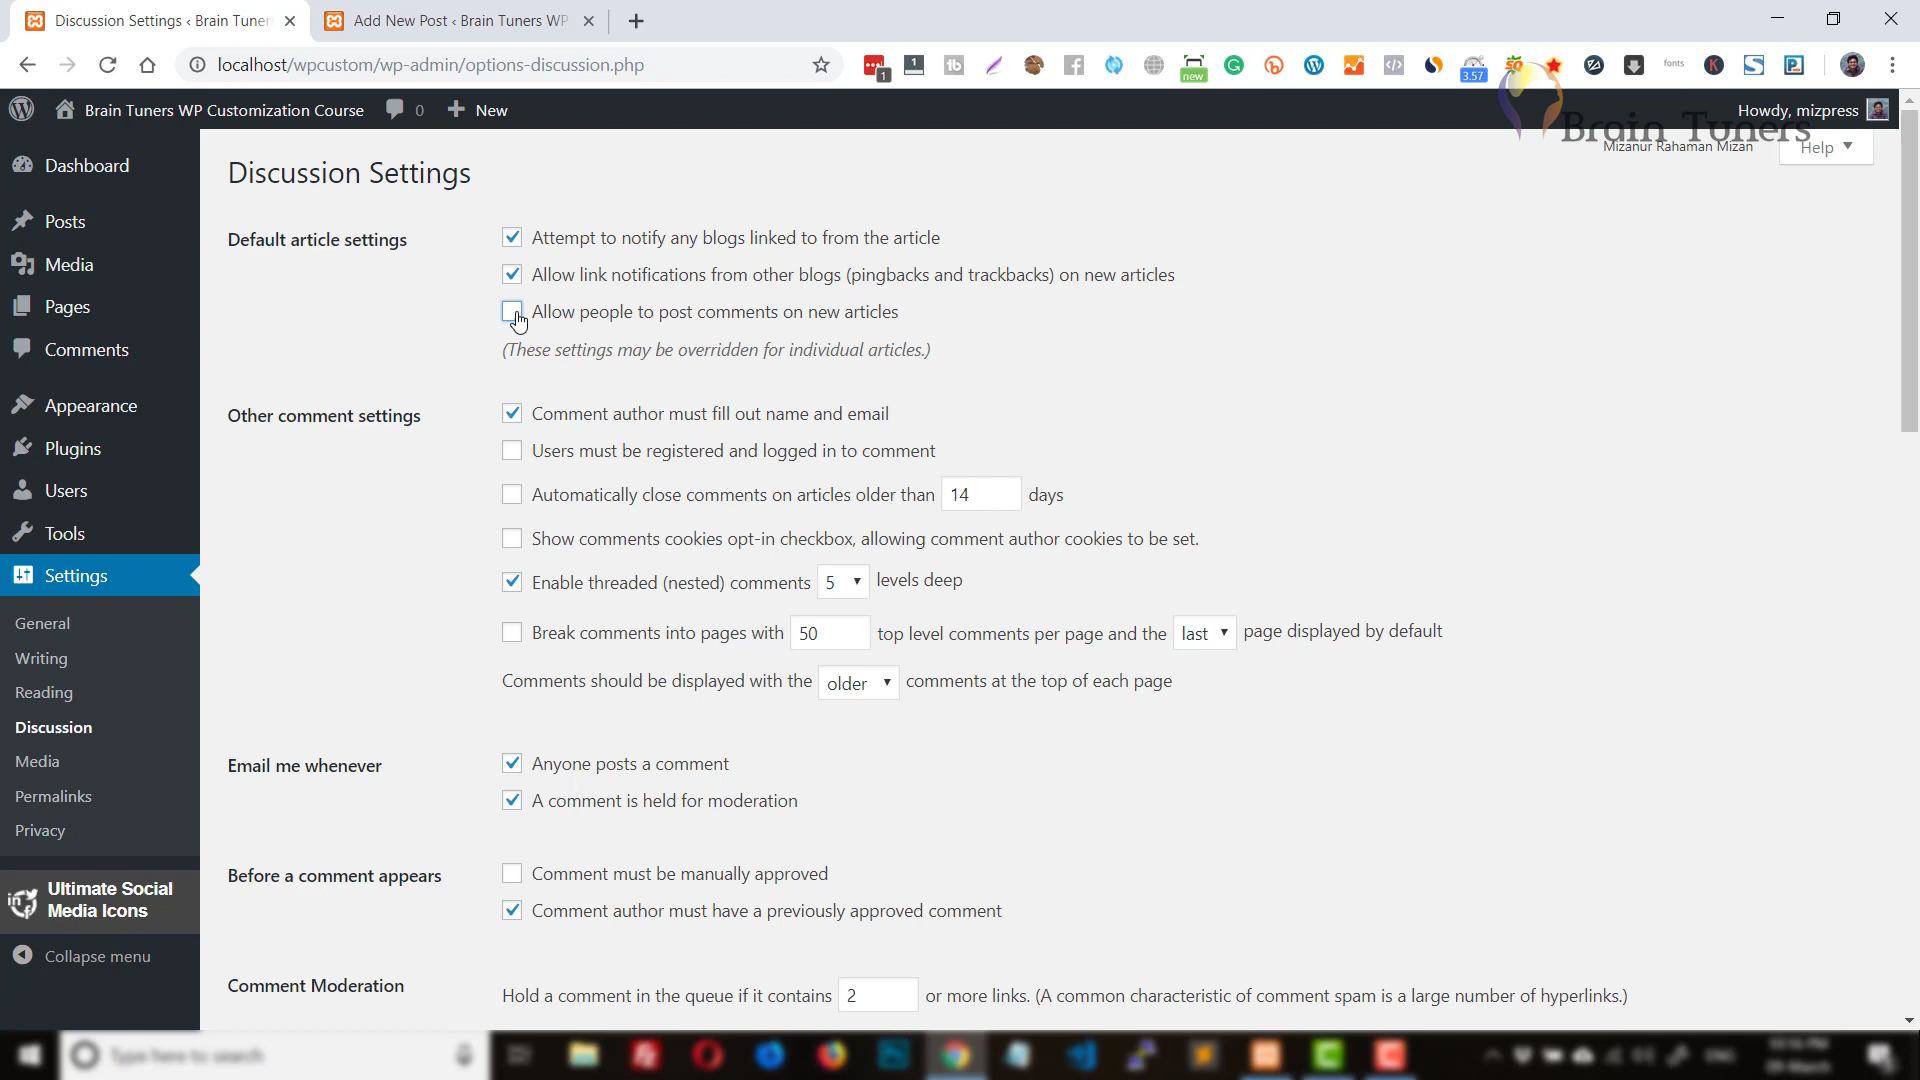 Discussion Settings ‹ Brain Tuner
Add New Post ‹ Brain Tuners WP
localhost/wpcustom/wp-admin/options-discussion.php
1
1
tb
new
3.57
fonts
Brain Tuners WP Customization Course
0
New
Howdy, mizpress
Brain Tuners
Mizanur Rahaman Mizan
Help
Dashboard
Posts
Media
Pages
Comments
Appearance
Plugins
Users
Tools
Settings
General
Writing
Reading
Discussion
Media
Permalinks
Privacy
Ultimate Social
Media Icons
Collapse menu
Discussion Settings
Default article settings
Attempt to notify any blogs linked to from the article
Allow link notifications from other blogs (pingbacks and trackbacks) on new articles
Allow people to post comments on new articles
(These settings may be overridden for individual articles.)
Other comment settings
Comment author must fill out name and email
Users must be registered and logged in to comment
Automatically close comments on articles older than 14 days
Show comments cookies opt-in checkbox, allowing comment author cookies to be set.
Enable threaded (nested) comments 5 levels deep
Break comments into pages with 50 top level comments per page and the last page displayed by default
Comments should be displayed with the older comments at the top of each page
Email me whenever
Anyone posts a comment
A comment is held for moderation
Before a comment appears
Comment must be manually approved
Comment author must have a previously approved comment
Comment Moderation
Hold a comment in the queue if it contains 2 or more links. (A common characteristic of comment spam is a large number of hyperlinks.)
Type here to search
ENG